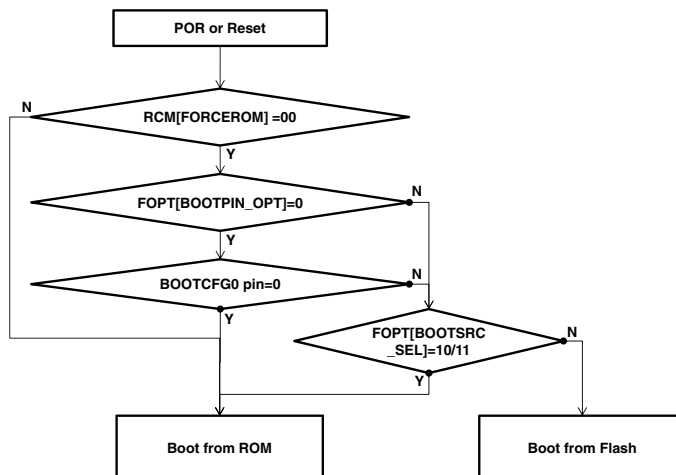 POR or Reset
N
RCM[FORCEROM] =00
Y
N
FOPT[BOOTPIN_OPT]=0
Y
N
BOOTCFG0 pin=0
Y
N
FOPT[BOOTSRC
_SEL]=10/11
Y
Boot from ROM
Boot from Flash